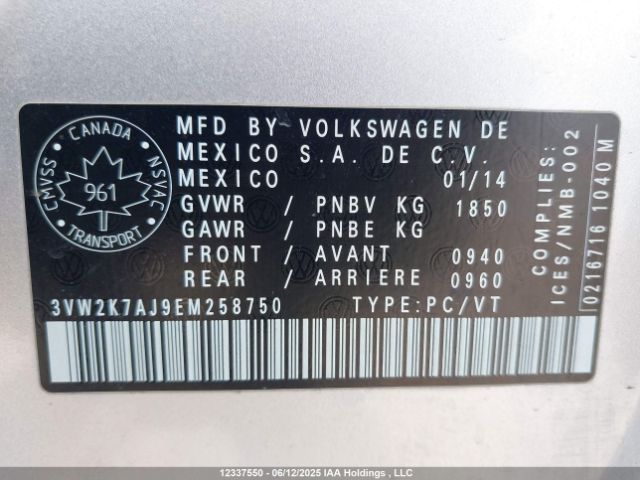 CANADA
CMVSS
NSVAC
961
TRANSPORT
MFD BY VOLKSWAGEN DE
MEXICO S.A. DE C.V.
MEXICO 01/14
GVWR / PNBV KG 1850
GAWR / PNBE KG
FRONT / AVANT 0940
REAR / ARRIERE 0960
3VW2K7AJ9EM258750 TYPE:PC/VT
COMPLIES:
ICES/NMB-002
0216716 1040 M
12337550 - 06/12/2025 IAA Holdings , LLC